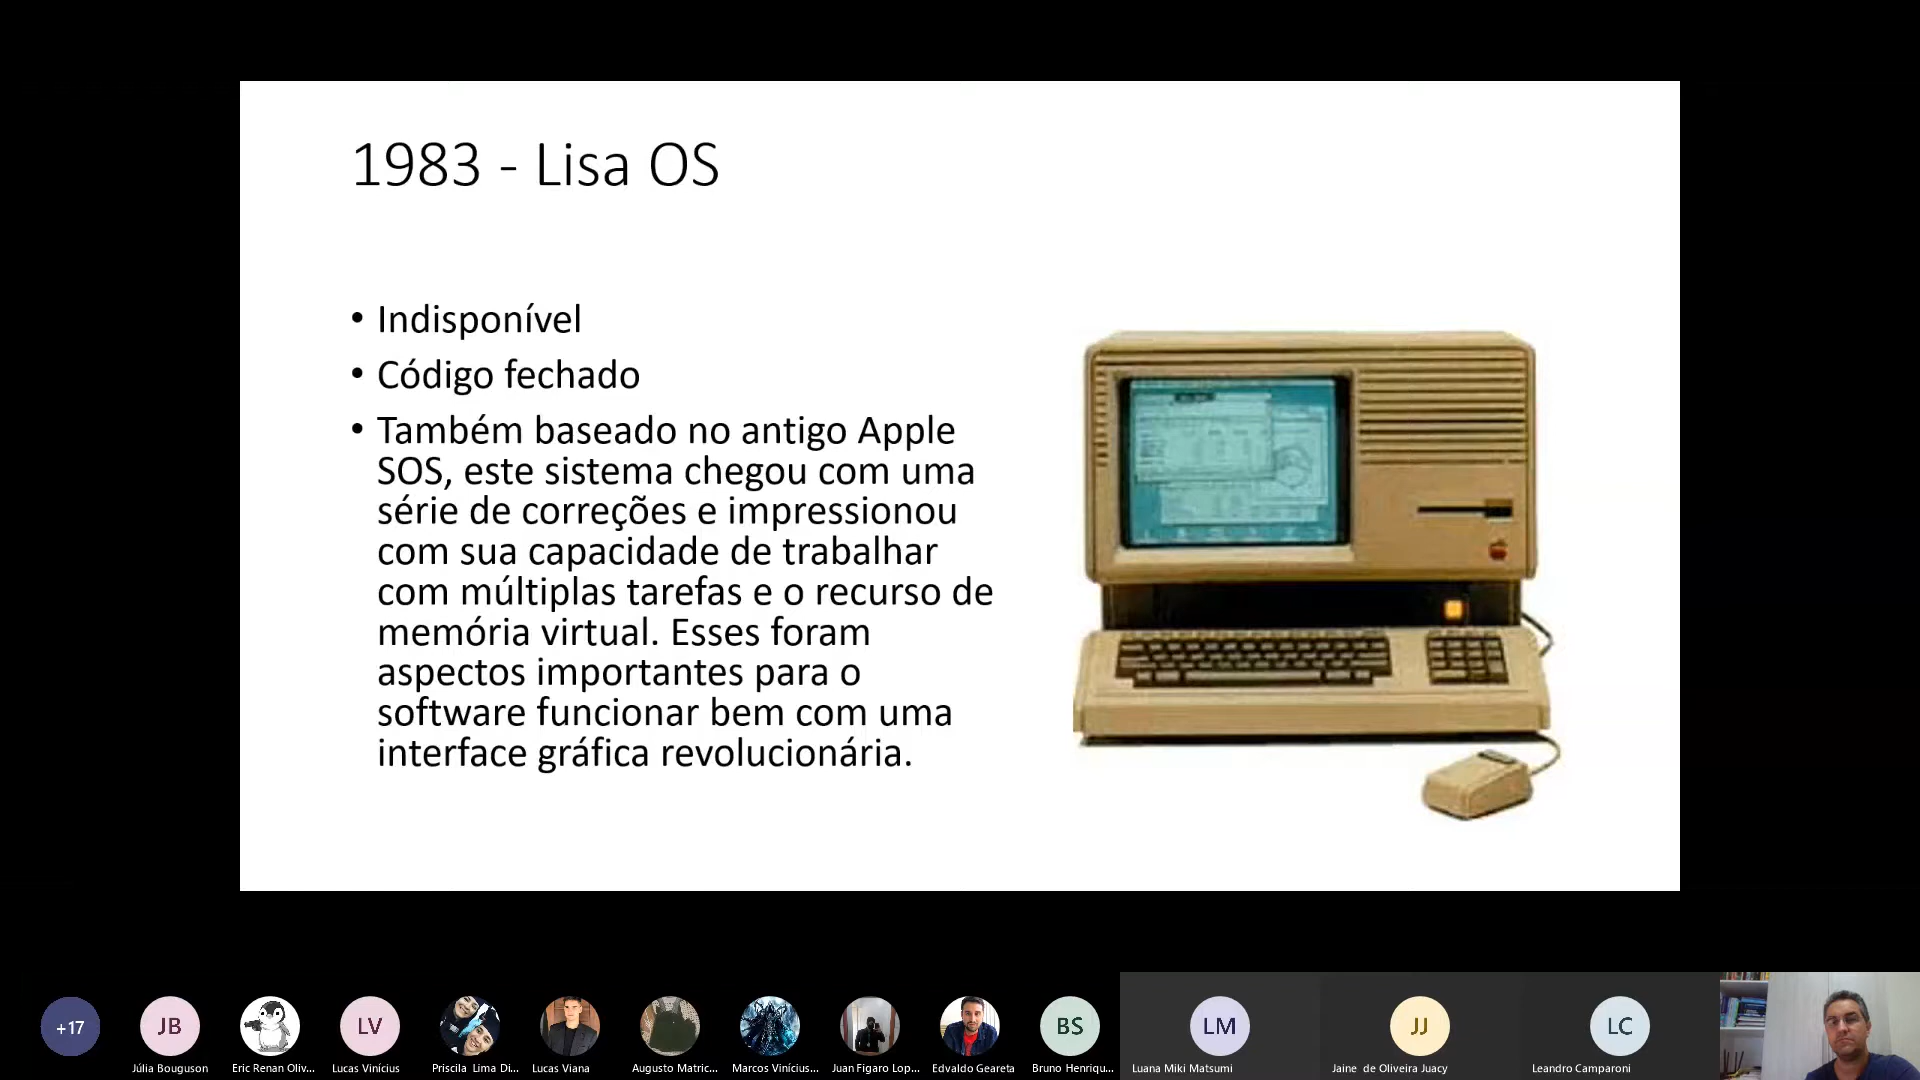 1983 - Lisa OS
• Indisponível
• Código fechado
• Também baseado no antigo Apple
SOS, este sistema chegou com uma
série de correções e impressionou
com sua capacidade de trabalhar
com múltiplas tarefas e o recurso de
memória virtual. Esses foram
aspectos importantes para o
software funcionar bem com uma
interface gráfica revolucionária.
+17
JB
LV
BS
LM
JJ
LC
Júlia Bouguson
Eric Renan Oliv...
Lucas Vinícius
Priscila Lima Di...
Lucas Viana
Augusto Matric...
Marcos Vinícius...
Juan Figaro Lop...
Edvaldo Geareta
Bruno Henriqu...
Luana Miki Matsumi
Jaine de Oliveira Juacy
Leandro Camparoni